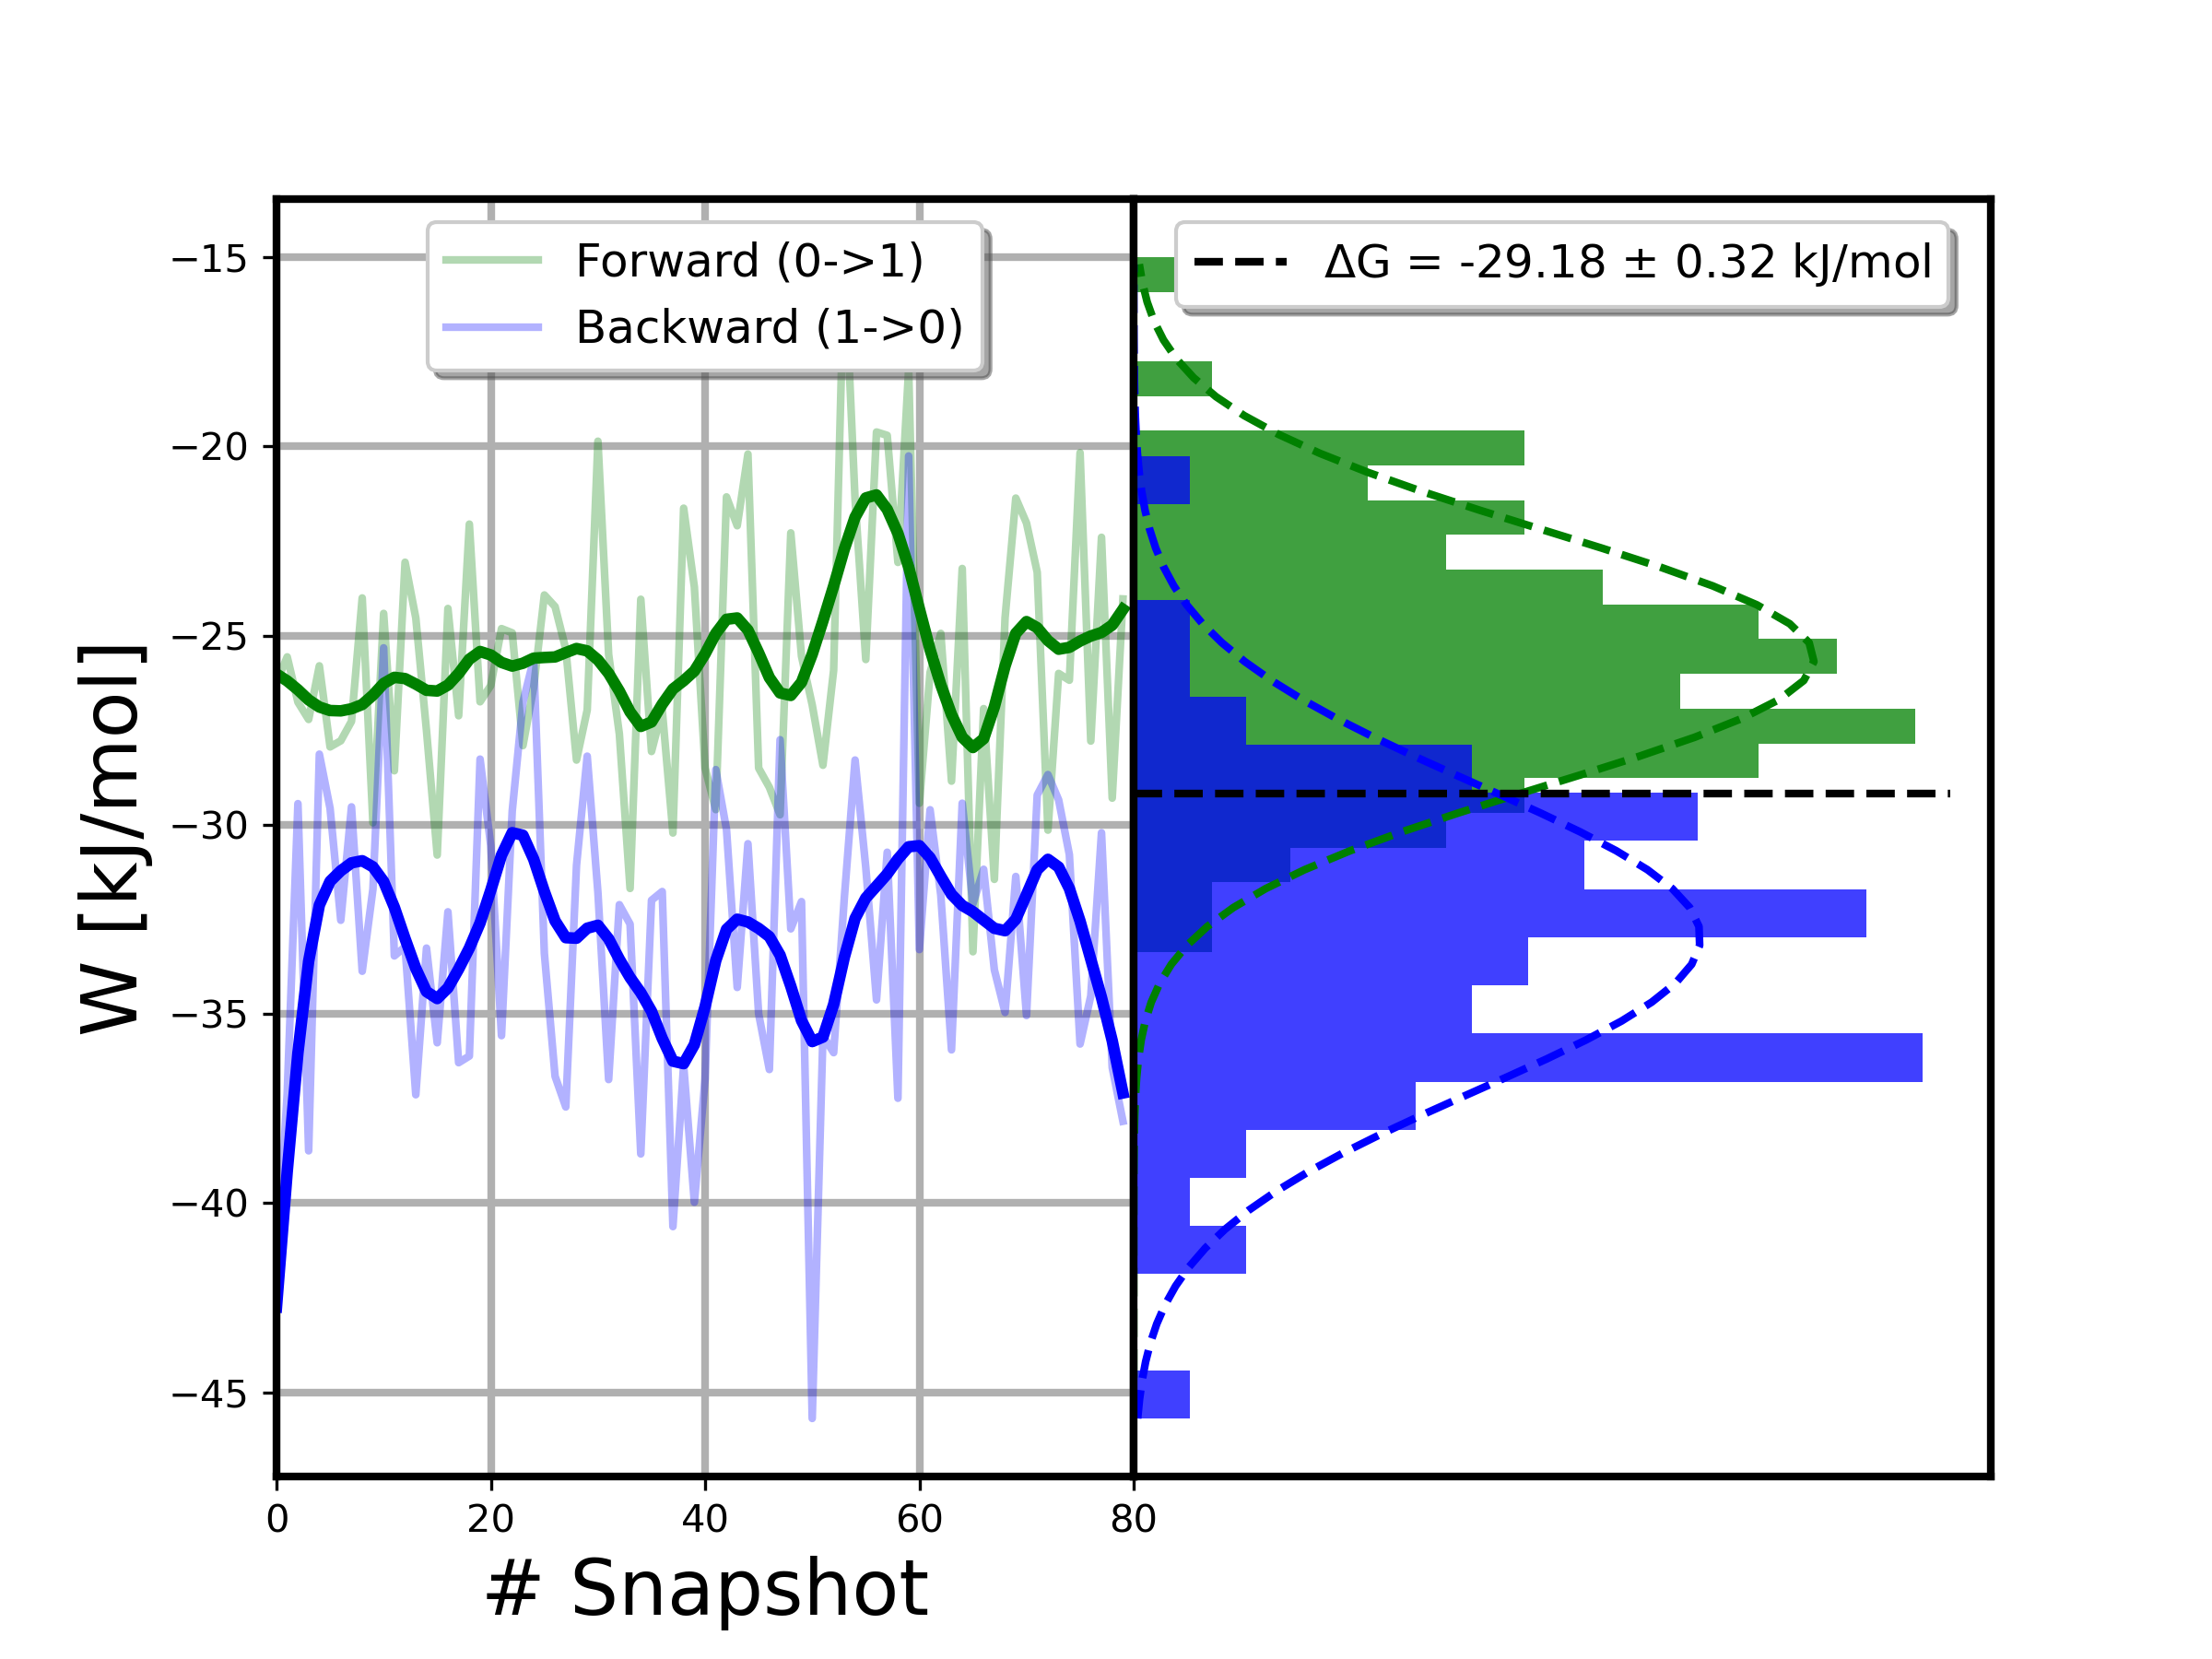 Forward (0->1)
Backward (1->0)
ΔG = -29.18 ± 0.32 kJ/mol
W [kJ/mol]
−15
−20
−25
−30
−35
−40
−45
0 20 40 60 80
# Snapshot